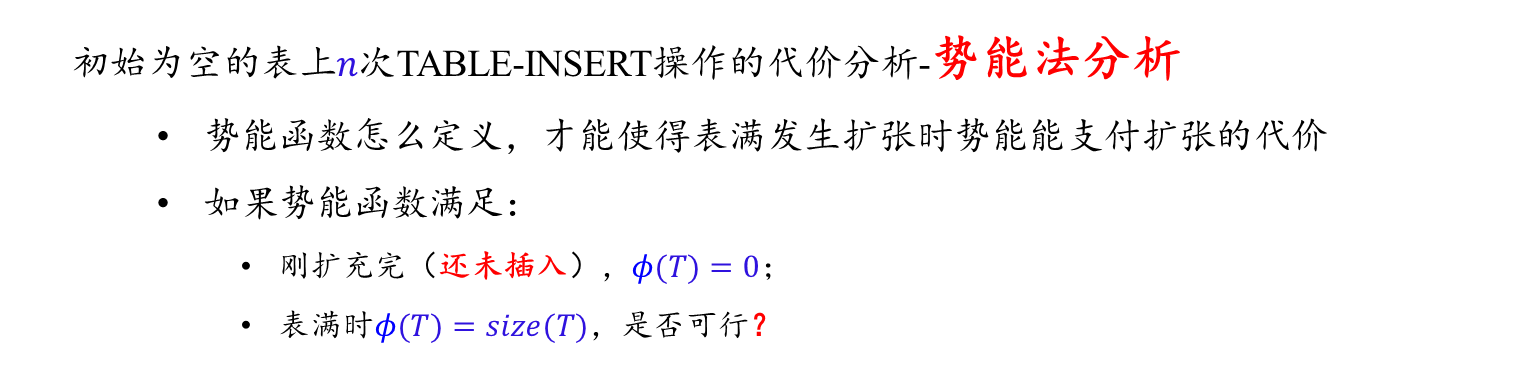 初始为空的表上n次TABLE-INSERT操作的代价分析-势能法分析
• 势能函数怎么定义，才能使得表满发生扩张时势能能支付扩张的代价
• 如果势能函数满足：
• 刚扩充完（还未插入），ϕ(T) = 0；
• 表满时ϕ(T) = size(T)，是否可行？